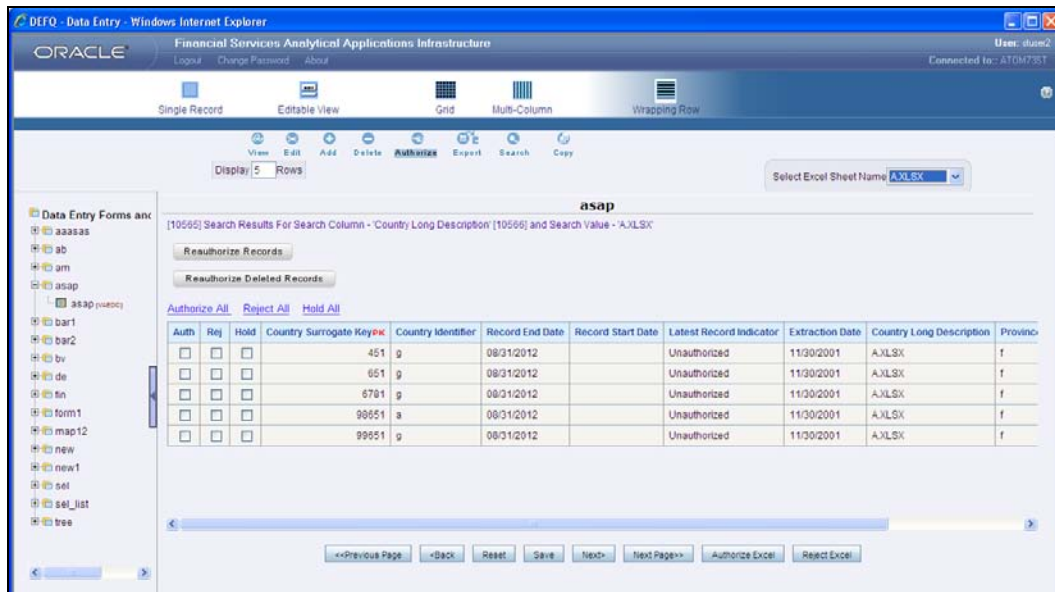 DEFQ - Data Entry - Windows Internet Explorer
ORACLE
Financial Services Analytical Applications Infrastructure
User: stuser2
Logout Change Password About
Connected to:: ATOM735T
Single Record
Editable View
Grid
Multi-Column
Wrapping Row
View Edit Add Delete Authorize Export Search Copy
Display 5 Rows
Select Excel Sheet Name A.XLSX
Data Entry Forms and
aaasas
ab
am
asap
asap
bar1
bar2
bv
de
fin
form1
map12
new
new1
sel
sel_list
tree
asap
[10565] Search Results For Search Column - 'Country Long Description' [10566] and Search Value - 'A.XLSX'
Reauthorize Records
Reauthorize Deleted Records
Authorize All Reject All Hold All
Auth Rej Hold Country Surrogate Key PK Country Identifier Record End Date Record Start Date Latest Record Indicator Extraction Date Country Long Description Province
451 g 08/31/2012 Unauthorized 11/30/2001 A.XLSX f
651 g 08/31/2012 Unauthorized 11/30/2001 A.XLSX f
6781 g 08/31/2012 Unauthorized 11/30/2001 A.XLSX f
98651 a 08/31/2012 Unauthorized 11/30/2001 A.XLSX f
99651 g 08/31/2012 Unauthorized 11/30/2001 A.XLSX f
<<Previous Page <Back Reset Save Next> Next Page>> Authorize Excel Reject Excel